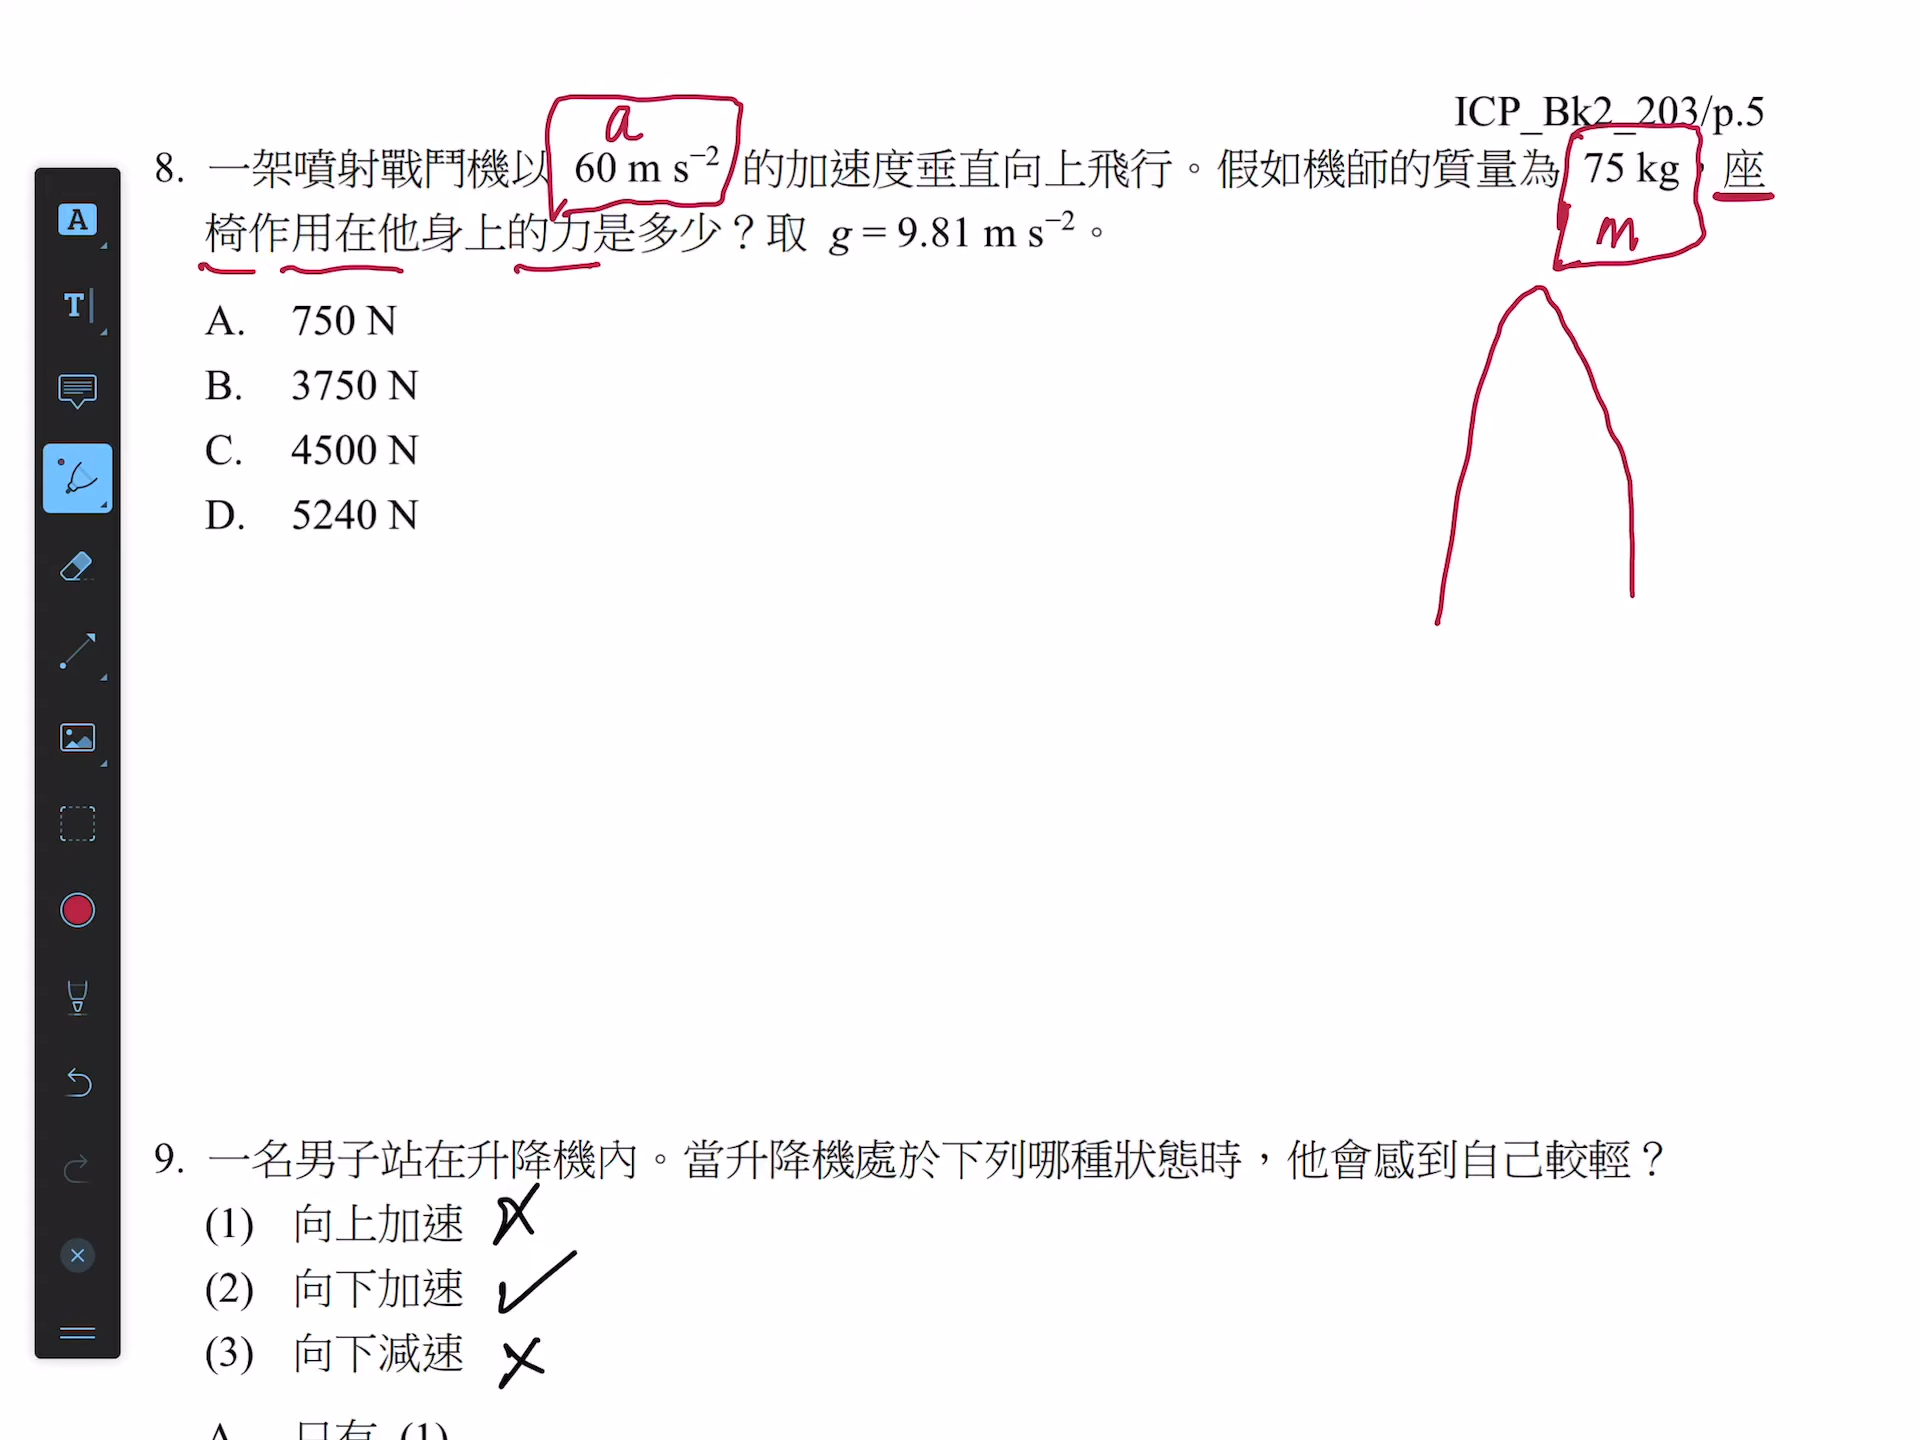 ICP_Bk2_203/p.5
a
8. 一架噴射戰鬥機以 60 m s⁻² 的加速度垂直向上飛行。假如機師的質量為 75 kg，座
椅作用在他身上的力是多少？取 g = 9.81 m s⁻²。
m
A. 750 N
B. 3750 N
C. 4500 N
D. 5240 N
9. 一名男子站在升降機內。當升降機處於下列哪種狀態時，他會感到自己較輕？
(1) 向上加速
(2) 向下加速 ✓
(3) 向下減速 ✗
A. 只有 (1)